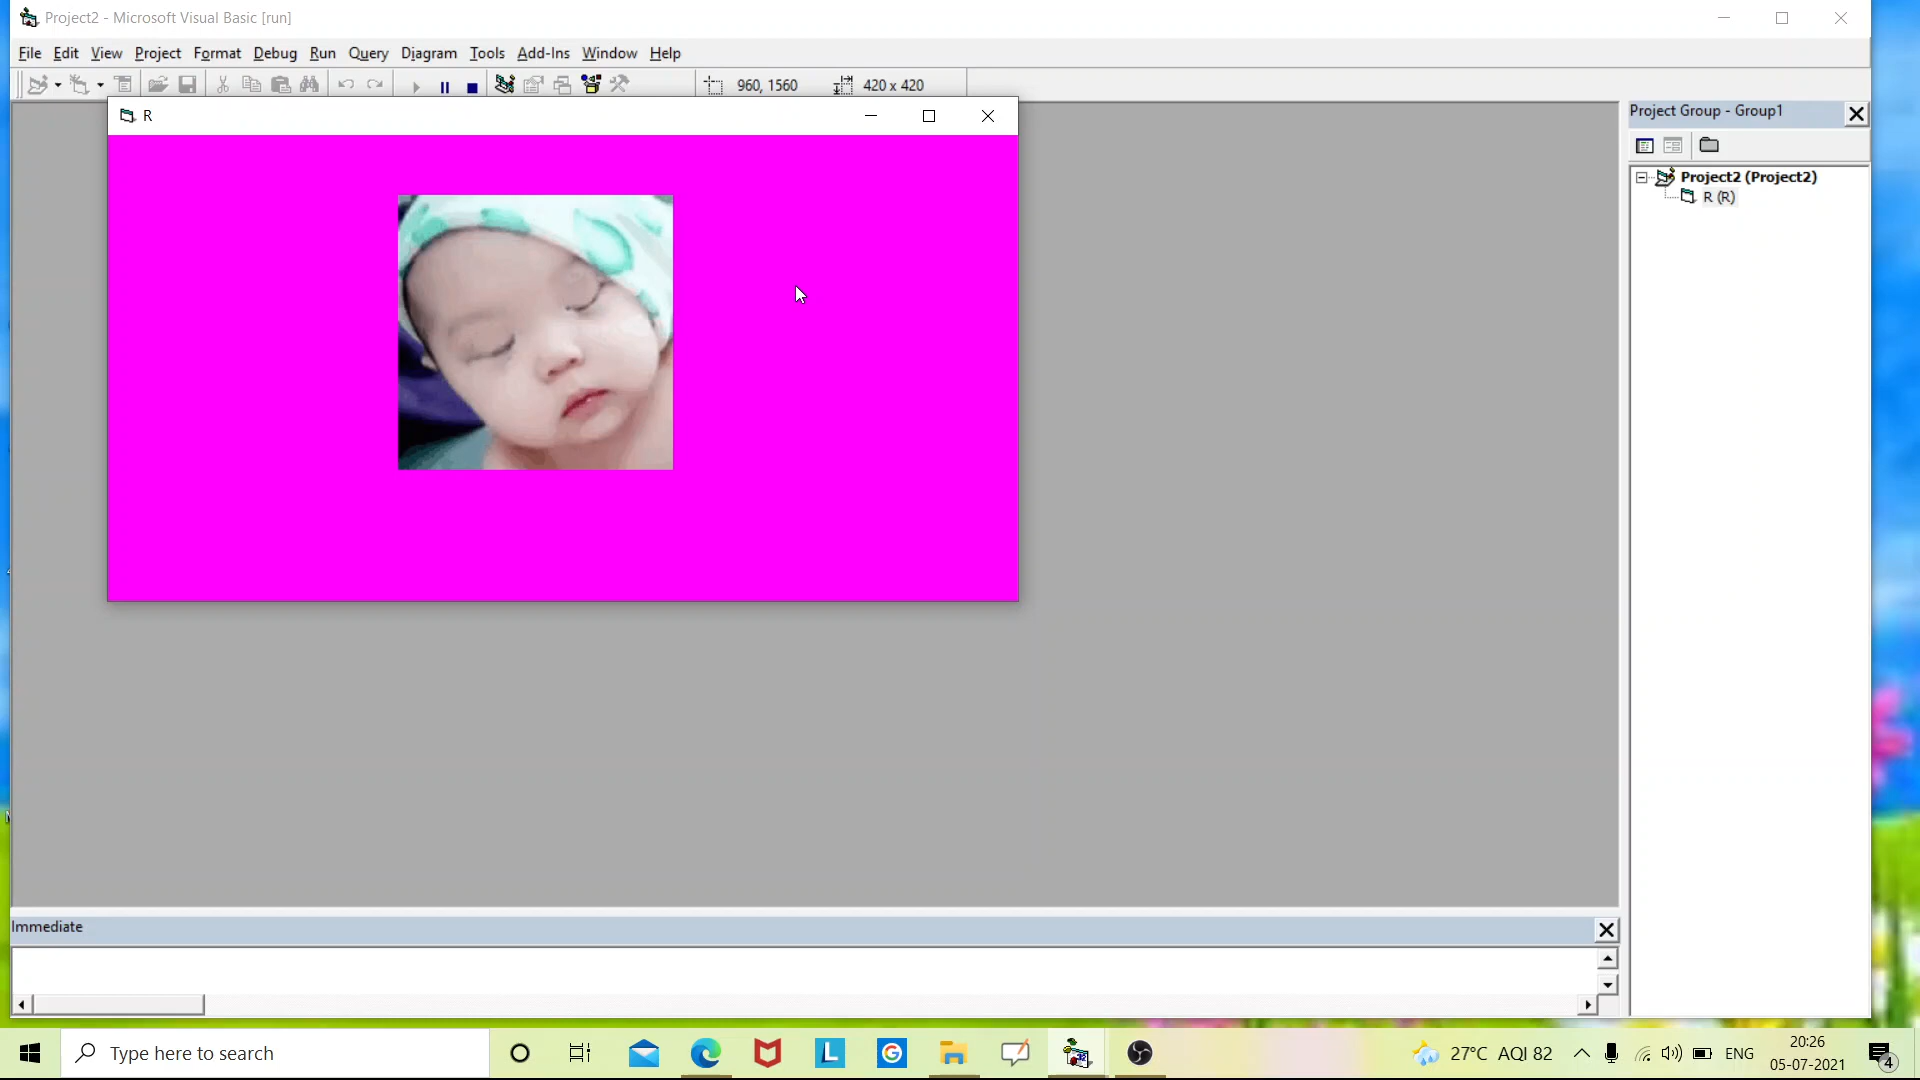 Project2 - Microsoft Visual Basic [run]
File Edit View Project Format Debug Run Query Diagram Tools Add-Ins Window Help
960, 1560 420 x 420
R
Project Group - Group1
Project2 (Project2)
R (R)
Immediate
Type here to search
L
G
32
27°C AQI 82
ENG
20:26
05-07-2021
4